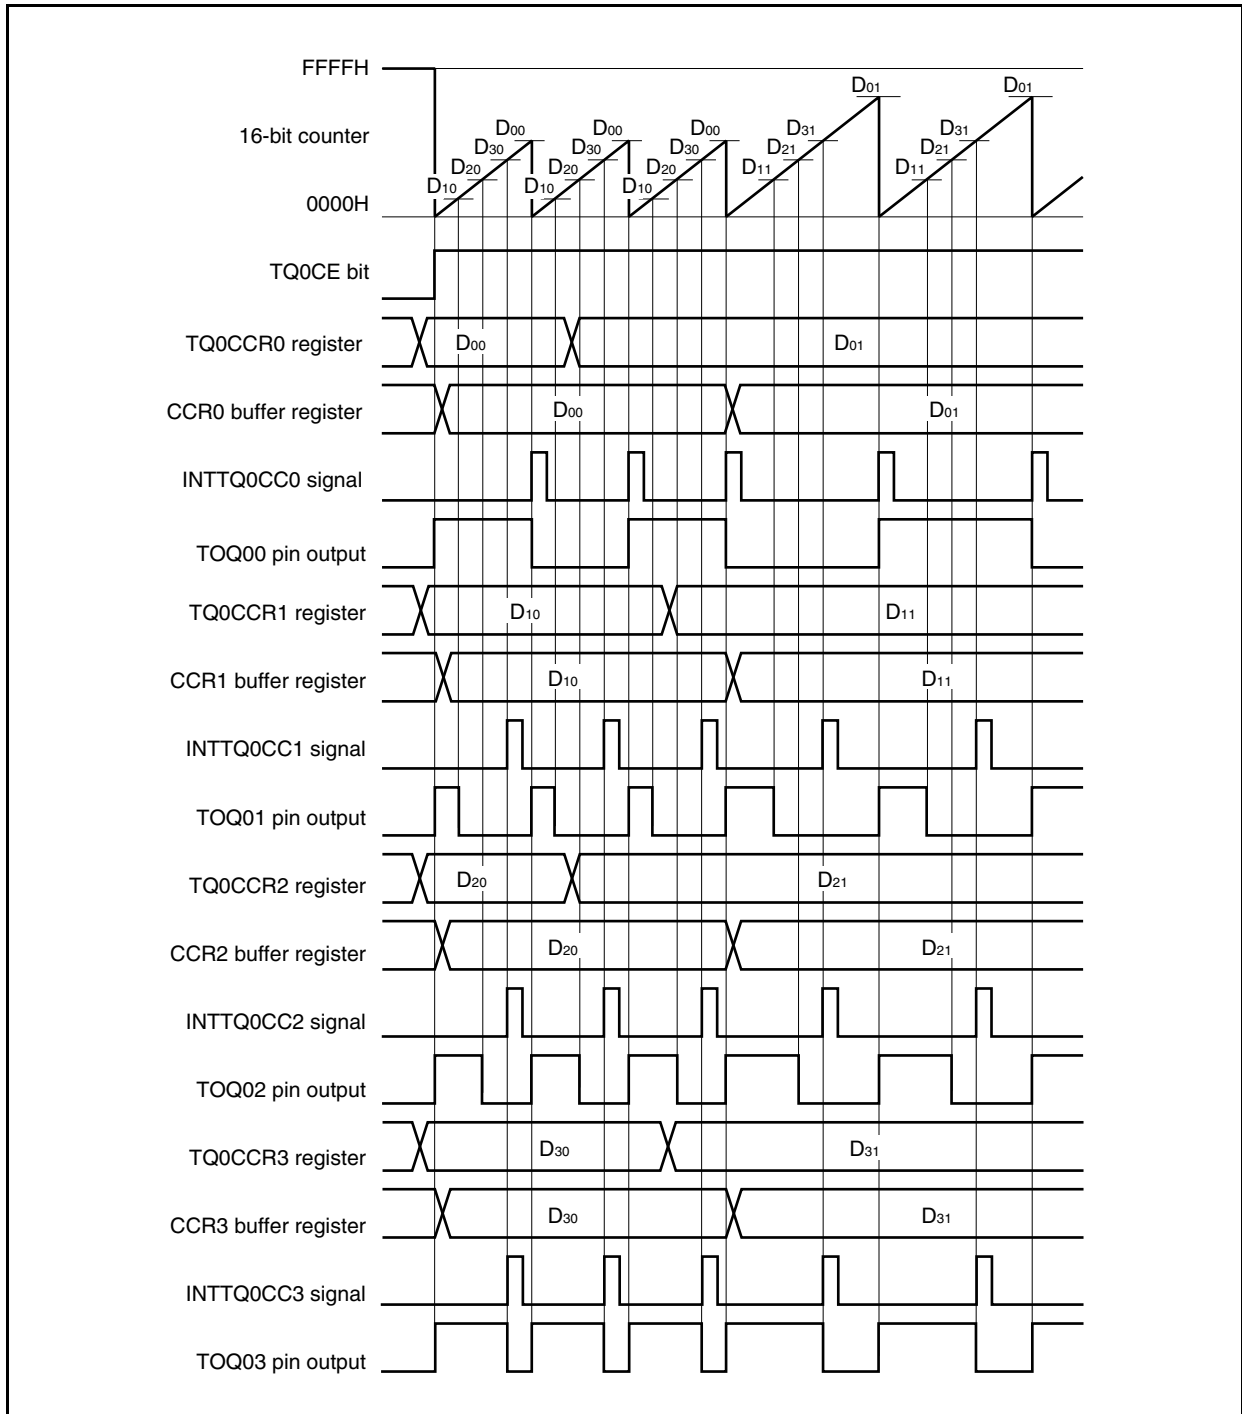 FFFFH
D01 D01
16-bit counter
D00 D00 D00 D31 D31
D30 D30 D30 D21 D21
D20 D20 D20 D11 D11
D10 D10 D10
0000H
TQ0CE bit
TQ0CCR0 register D00 D01
CCR0 buffer register D00 D01
INTTQ0CC0 signal
TOQ00 pin output
TQ0CCR1 register D10 D11
CCR1 buffer register D10 D11
INTTQ0CC1 signal
TOQ01 pin output
TQ0CCR2 register D20 D21
CCR2 buffer register D20 D21
INTTQ0CC2 signal
TOQ02 pin output
TQ0CCR3 register D30 D31
CCR3 buffer register D30 D31
INTTQ0CC3 signal
TOQ03 pin output